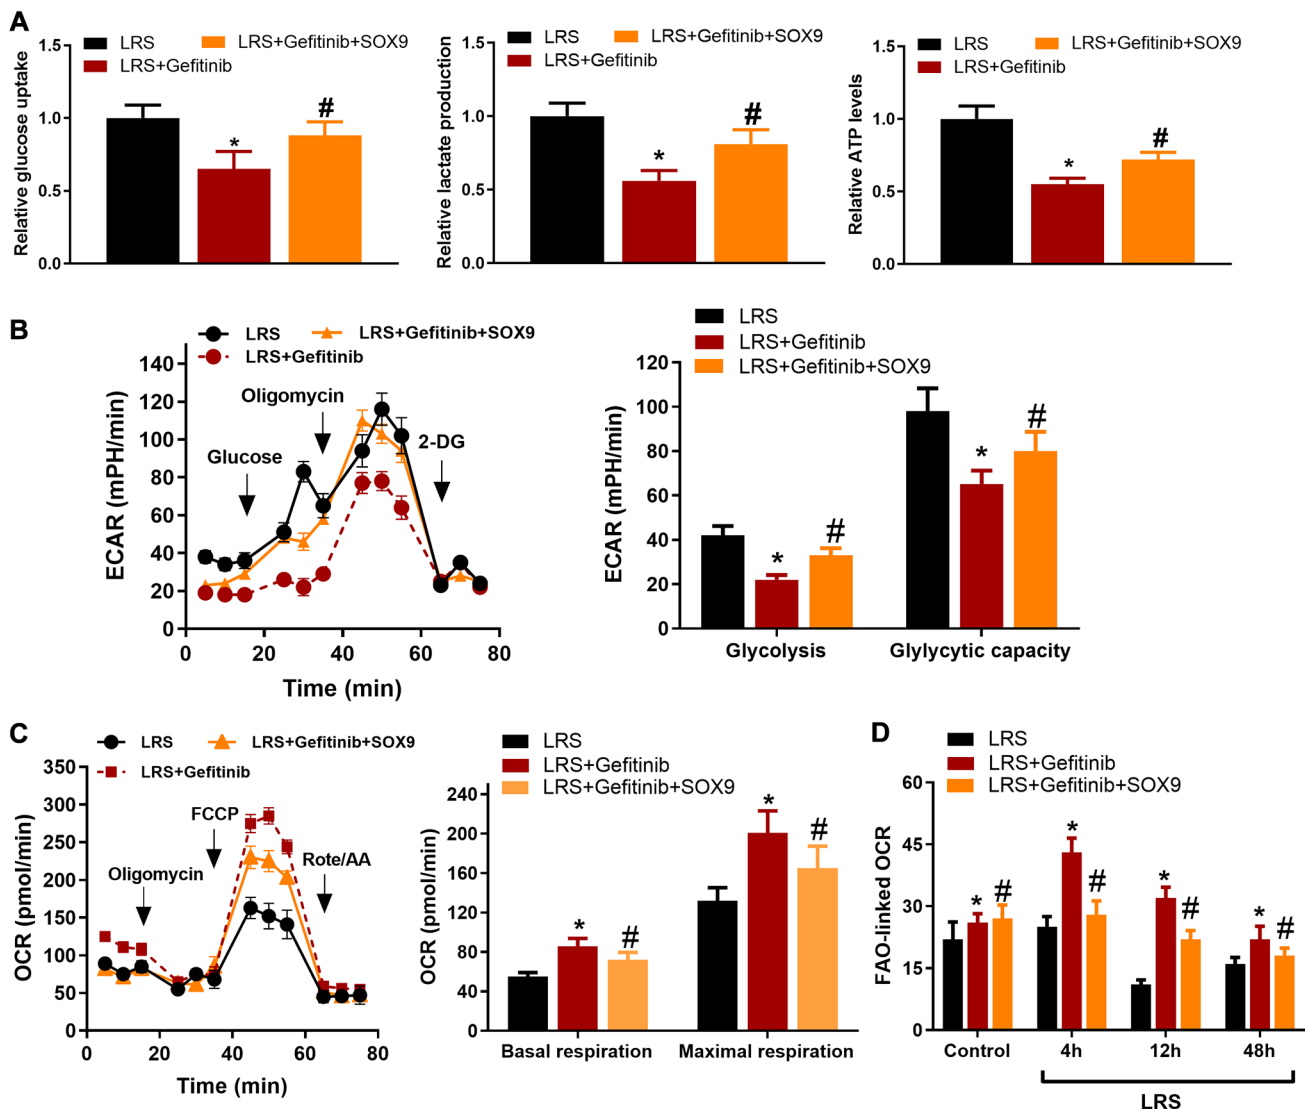 A
LRS
LRS+Gefitinib+SOX9
LRS+Gefitinib
Relative glucose uptake
1.5
1.0
0.5
0.0
*
#
LRS
LRS+Gefitinib+SOX9
LRS+Gefitinib
Relative lactate production
1.5
1.0
0.5
0.0
*
#
LRS
LRS+Gefitinib+SOX9
LRS+Gefitinib
Relative ATP levels
1.5
1.0
0.5
0.0
*
#
B
LRS
LRS+Gefitinib+SOX9
LRS+Gefitinib
ECAR (mPH/min)
140
120
100
80
60
40
20
0
Glucose
Oligomycin
2-DG
0 20 40 60 80
Time (min)
LRS
LRS+Gefitinib
LRS+Gefitinib+SOX9
ECAR (mPH/min)
120
100
80
60
40
20
0
*
#
*
#
Glycolysis
Glylycytic capacity
C
LRS
LRS+Gefitinib+SOX9
LRS+Gefitinib
OCR (pmol/min)
350
300
250
200
150
100
50
0
Oligomycin
FCCP
Rote/AA
0 20 40 60 80
Time (min)
LRS
LRS+Gefitinib
LRS+Gefitinib+SOX9
OCR (pmol/min)
240
200
160
120
80
40
0
*
#
*
#
Basal respiration
Maximal respiration
D
LRS
LRS+Gefitinib
LRS+Gefitinib+SOX9
FAO-linked OCR
60
45
30
15
0
*
#
*
#
*
#
*
#
Control 4h 12h 48h
LRS